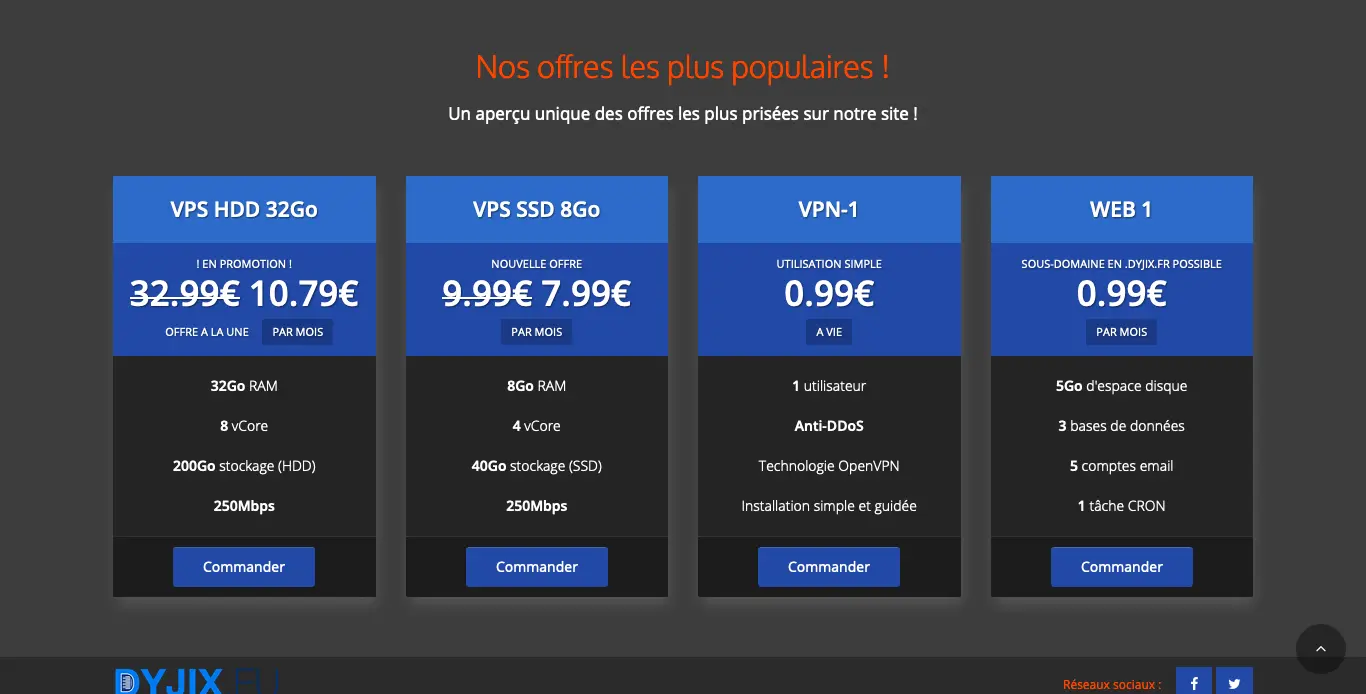 Nos offres les plus populaires !
Un aperçu unique des offres les plus prisées sur notre site !
VPS HDD 32Go
! EN PROMOTION !
32.99€ 10.79€
OFFRE A LA UNE PAR MOIS
32Go RAM
8 vCore
200Go stockage (HDD)
250Mbps
Commander
VPS SSD 8Go
NOUVELLE OFFRE
9.99€ 7.99€
PAR MOIS
8Go RAM
4 vCore
40Go stockage (SSD)
250Mbps
Commander
VPN-1
UTILISATION SIMPLE
0.99€
A VIE
1 utilisateur
Anti-DDoS
Technologie OpenVPN
Installation simple et guidée
Commander
WEB 1
SOUS-DOMAINE EN .DYJIX.FR POSSIBLE
0.99€
PAR MOIS
5Go d'espace disque
3 bases de données
5 comptes email
1 tâche CRON
Commander
DYJIX
Réseaux sociaux :